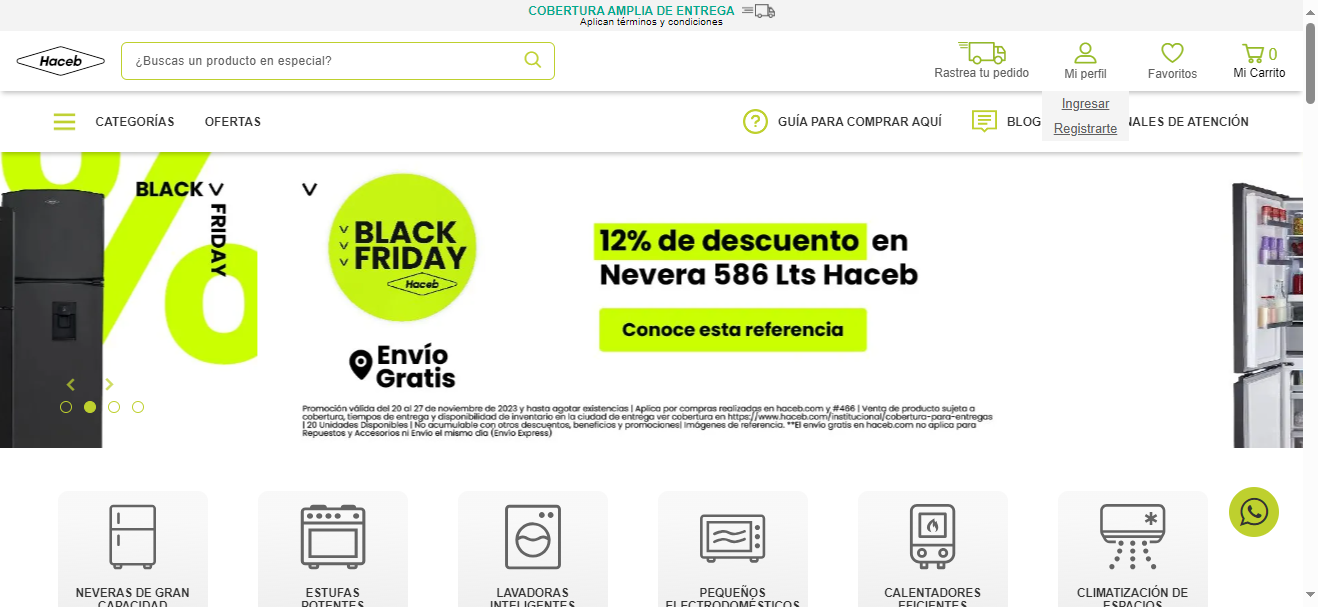 COBERTURA AMPLIA DE ENTREGA
Aplican términos y condiciones
Haceb
¿Buscas un producto en especial?
Rastrea tu pedido
Mi perfil
Favoritos
0
Mi Carrito
Ingresar
Registrarte
CATEGORÍAS
OFERTAS
GUÍA PARA COMPRAR AQUÍ
BLOG
NALES DE ATENCIÓN
BLACK
FRIDAY
BLACK
FRIDAY
Haceb
Envío
Gratis
12% de descuento en
Nevera 586 Lts Haceb
Conoce esta referencia
Promoción válida del 20 al 27 de noviembre de 2023 y hasta agotar existencias | Aplica por compras realizadas en haceb.com y #466 | Venta de producto sujeta a
cobertura, tiempos de entrega y disponibilidad de inventario en la ciudad de entrega ver cobertura en https://www.haceb.com/institucional/cobertura-para-entregas
| 20 Unidades Disponibles | No acumulable con otros descuentos, beneficios y promociones| Imágenes de referencia. **El envío gratis en haceb.com no aplica para
Repuestos y Accesorios ni Envío el mismo día (Envío Express)
NEVERAS DE GRAN
CAPACIDAD
ESTUFAS
POTENTES
LAVADORAS
INTELIGENTES
PEQUEÑOS
ELECTRODOMÉSTICOS
CALENTADORES
EFICIENTES
CLIMATIZACIÓN DE
ESPACIOS